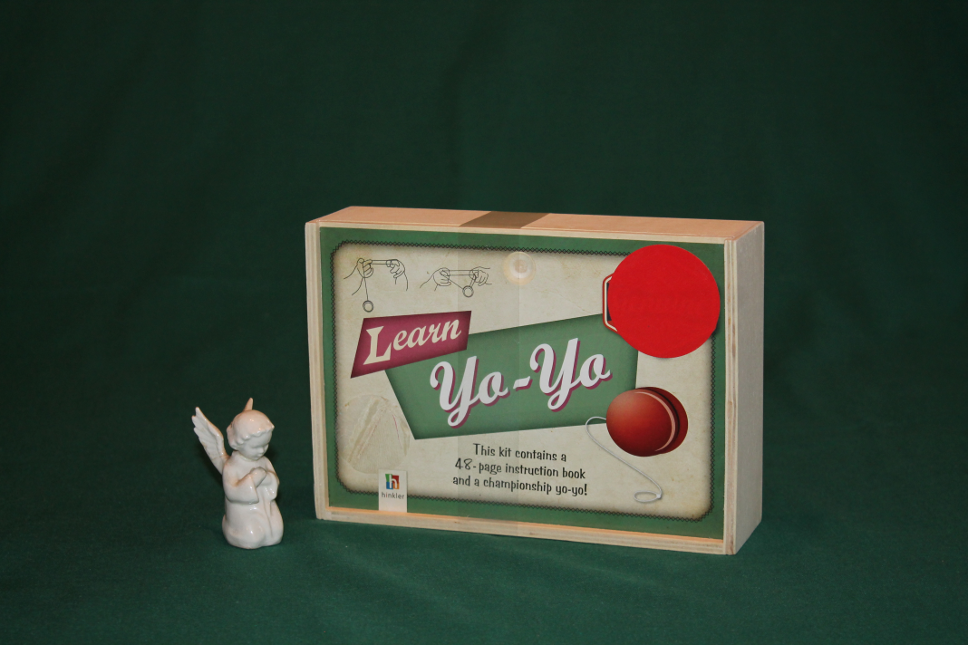 Learn
Yo-Yo
This kit contains a
48-page instruction book
and a championship yo-yo!
hinkler